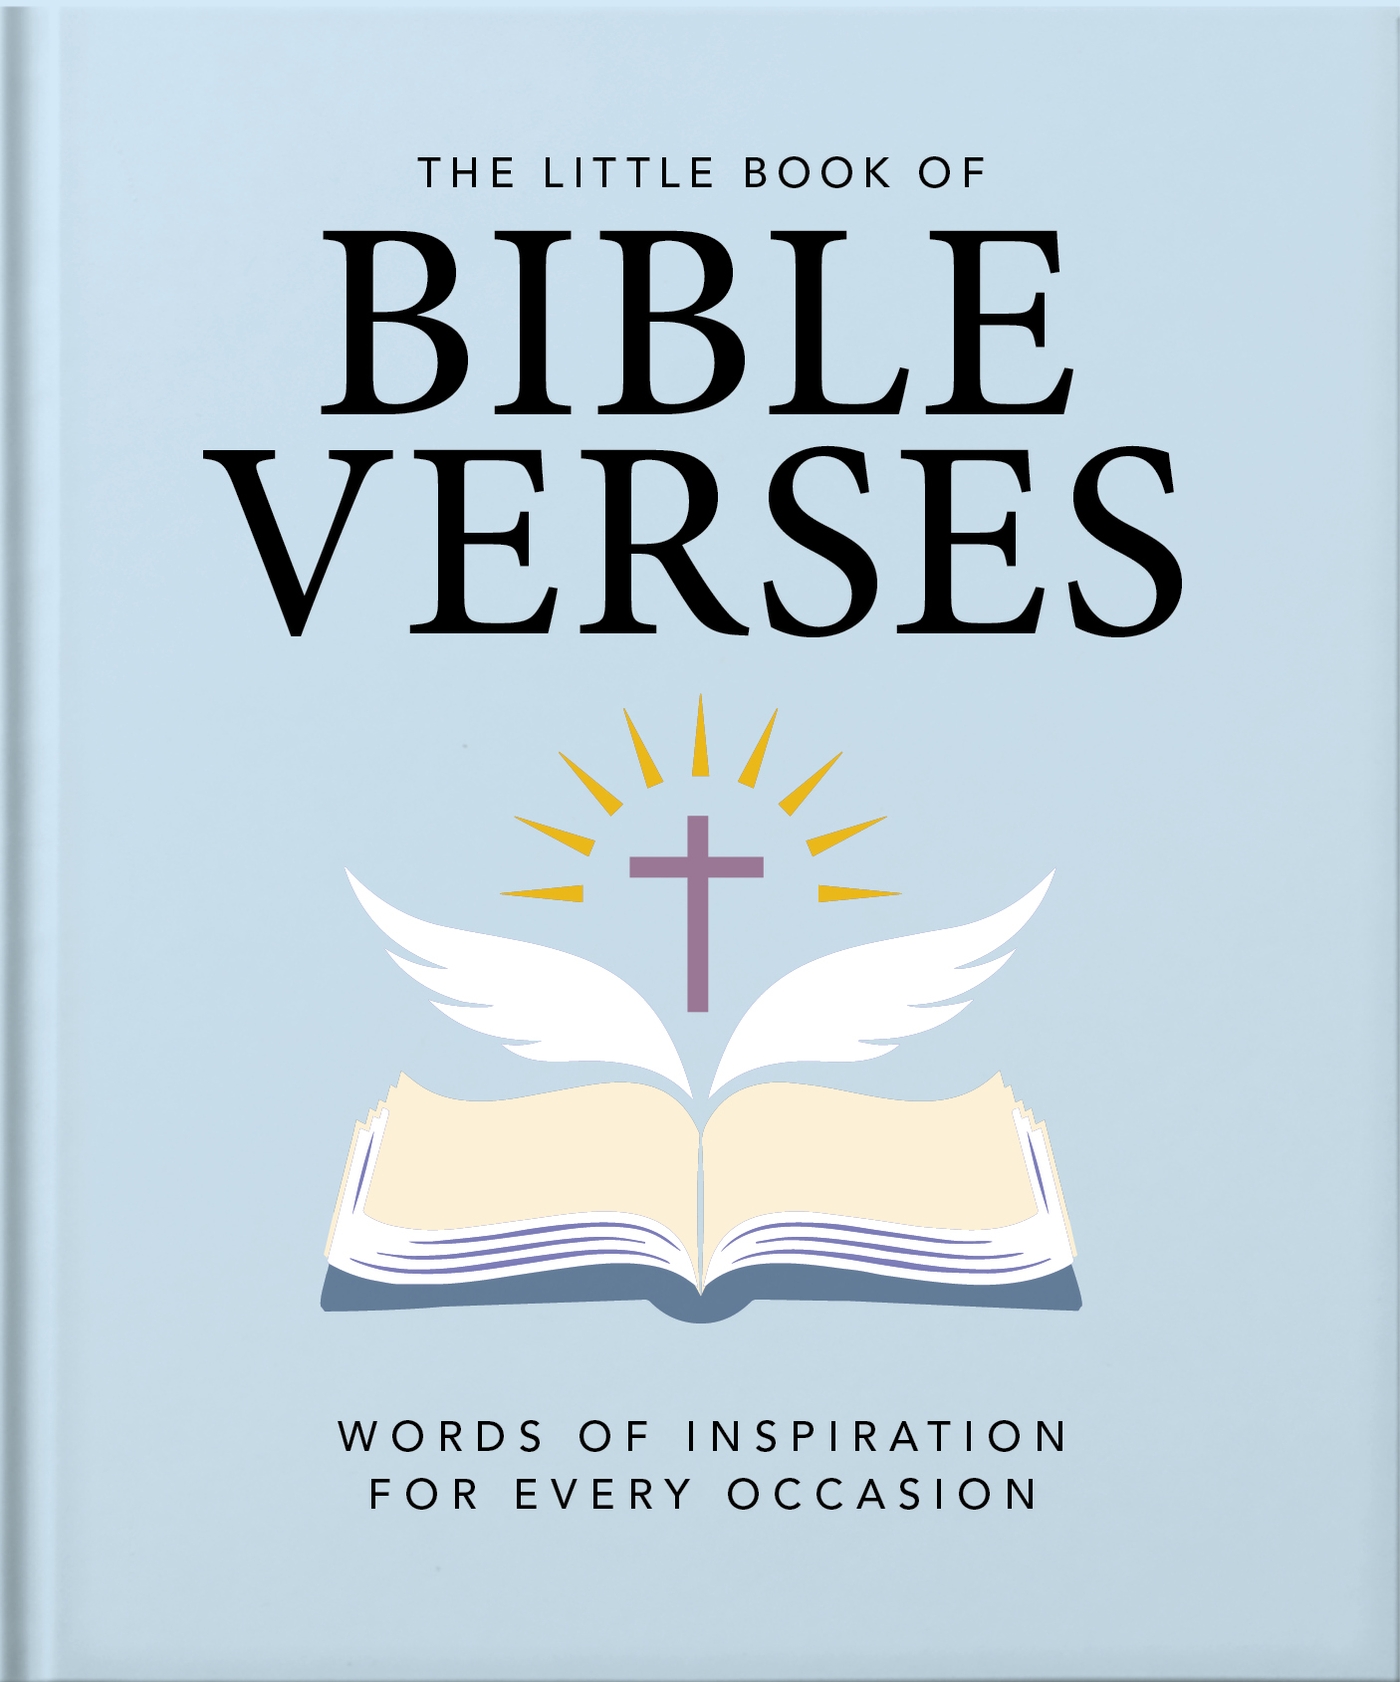 THE LITTLE BOOK OF
BIBLE
VERSES
WORDS OF INSPIRATION
FOR EVERY OCCASION